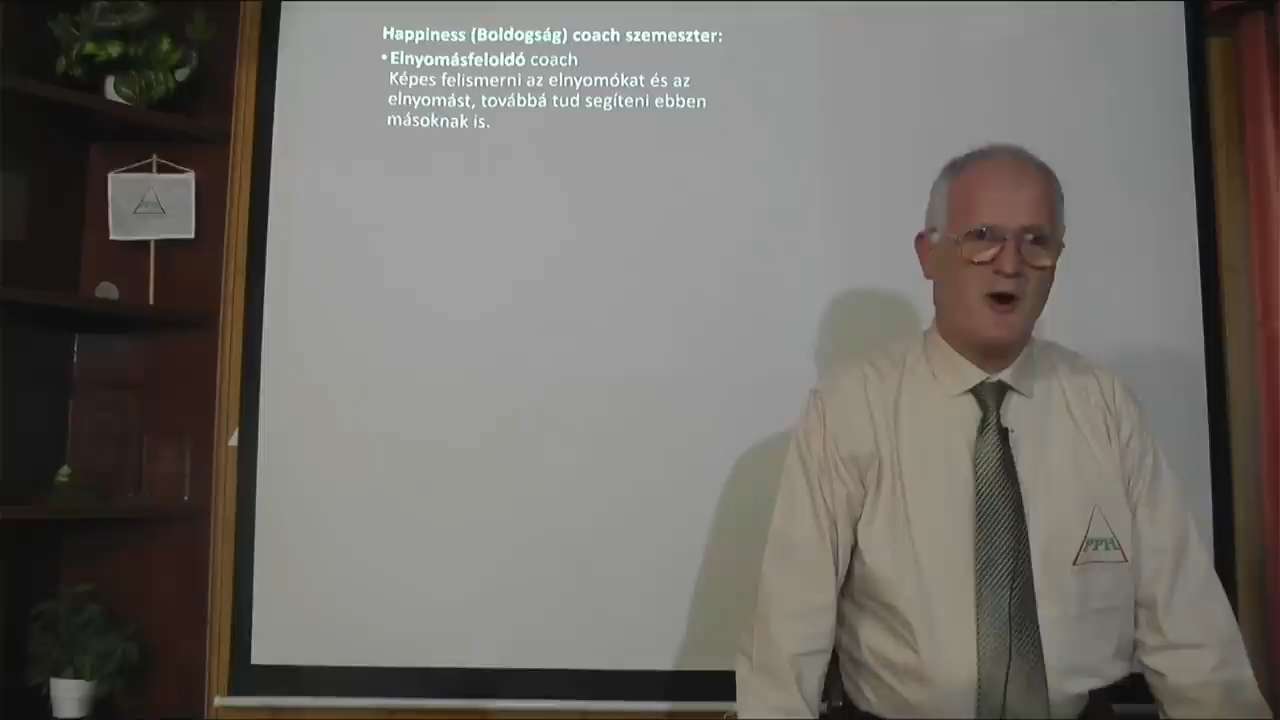 Happiness (Boldogság) coach szemeszter:
•Elnyomásfeloldó coach
Képes felismerni az elnyomókat és az
elnyomást, továbbá tud segíteni ebben
másoknak is.
PPH